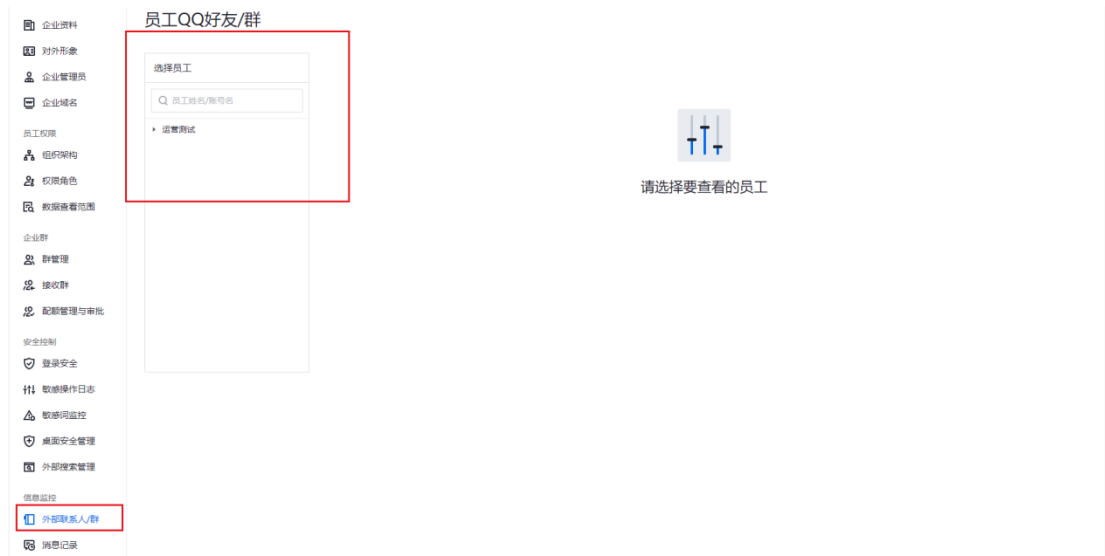 企业资料
对外形象
企业管理员
企业域名
员工权限
组织架构
权限角色
数据查看范围
企业群
群管理
接收群
配额管理与审批
安全控制
登录安全
敏感操作日志
敏感词监控
桌面安全管理
外部搜索管理
信息监控
外部联系人/群
消息记录
员工QQ好友/群
选择员工
员工姓名/账号名
运营测试
请选择要查看的员工